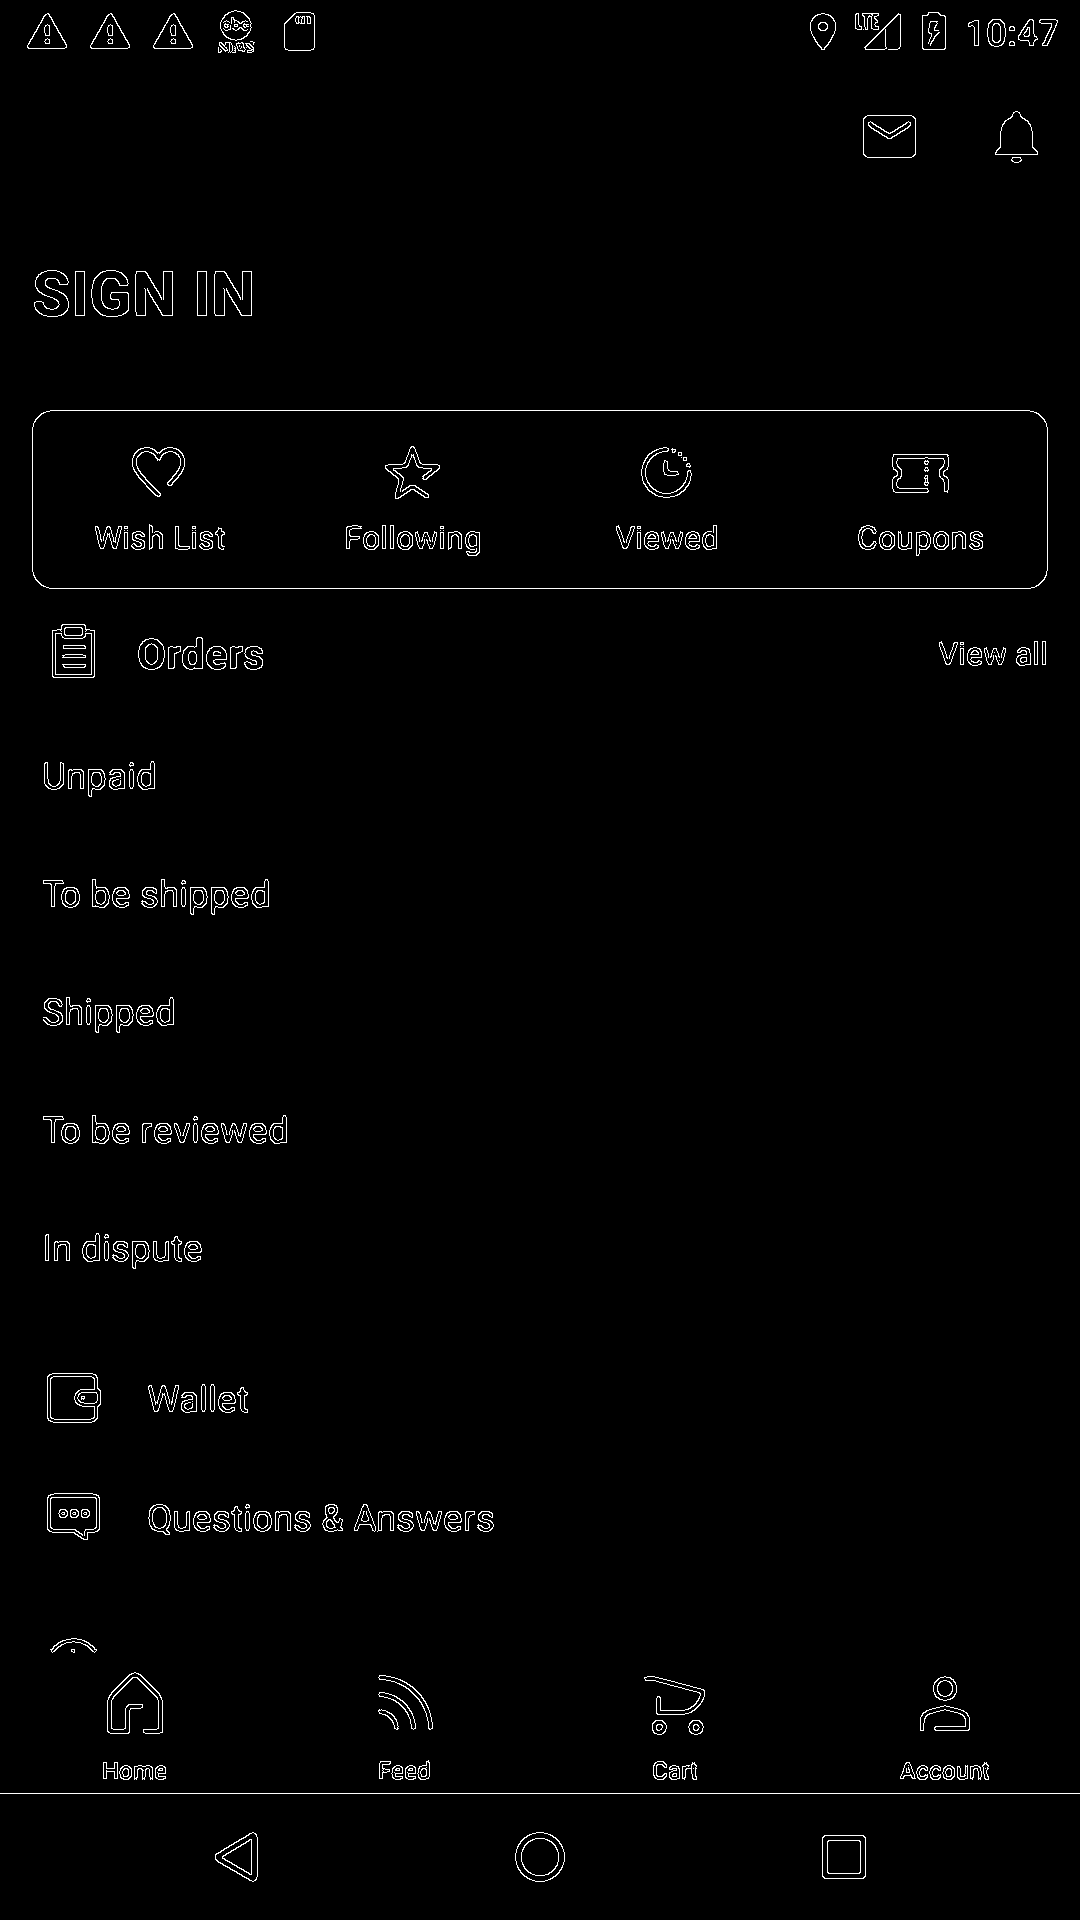 abc
NEWS
LTE
10:47
SIGN IN
Wish List
Following
Viewed
Coupons
Orders
View all
Unpaid
To be shipped
Shipped
To be reviewed
In dispute
Wallet
Questions & Answers
Home
Feed
Cart
Account